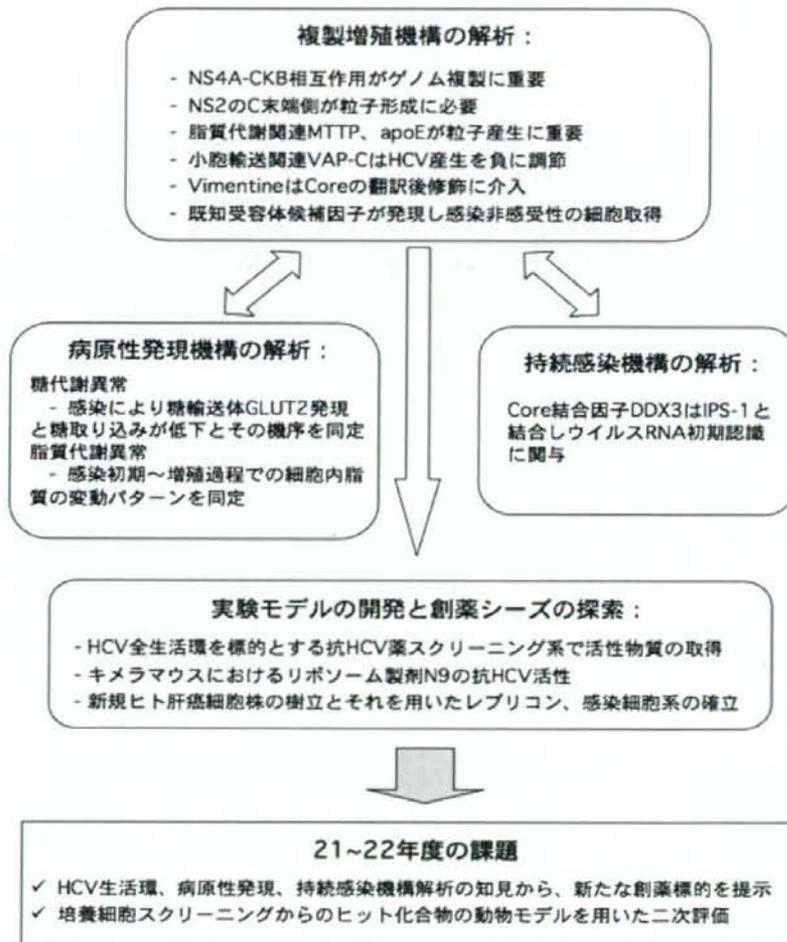 複製増殖機構の解析：
- NS4A-CKB相互作用がゲノム複製に重要
- NS2のC末端側が粒子形成に必要
- 脂質代謝関連MTTP、apoEが粒子産生に重要
- 小胞輸送関連VAP-CはHCV産生を負に調節
- VimentineはCoreの翻訳後修飾に介入
- 既知受容体候補因子が発現し感染非感受性の細胞取得
病原性発現機構の解析：
糖代謝異常
- 感染により糖輸送体GLUT2発現
と糖取り込みが低下とその機序を同定
脂質代謝異常
- 感染初期～増殖過程での細胞内脂
質の変動パターンを同定
持続感染機構の解析：
Core結合因子DDX3はIPS-1と
結合しウイルスRNA初期認識
に関与
実験モデルの開発と創薬シーズの探索：
- HCV全生活環を標的とする抗HCV薬スクリーニング系で活性物質の取得
- キメラマウスにおけるリポソーム製剤N9の抗HCV活性
- 新規ヒト肝癌細胞株の樹立とそれを用いたレプリコン、感染細胞系の確立
21~22年度の課題
✓ HCV生活環、病原性発現、持続感染機構解析の知見から、新たな創薬標的を提示
✓ 培養細胞スクリーニングからのヒット化合物の動物モデルを用いた二次評価